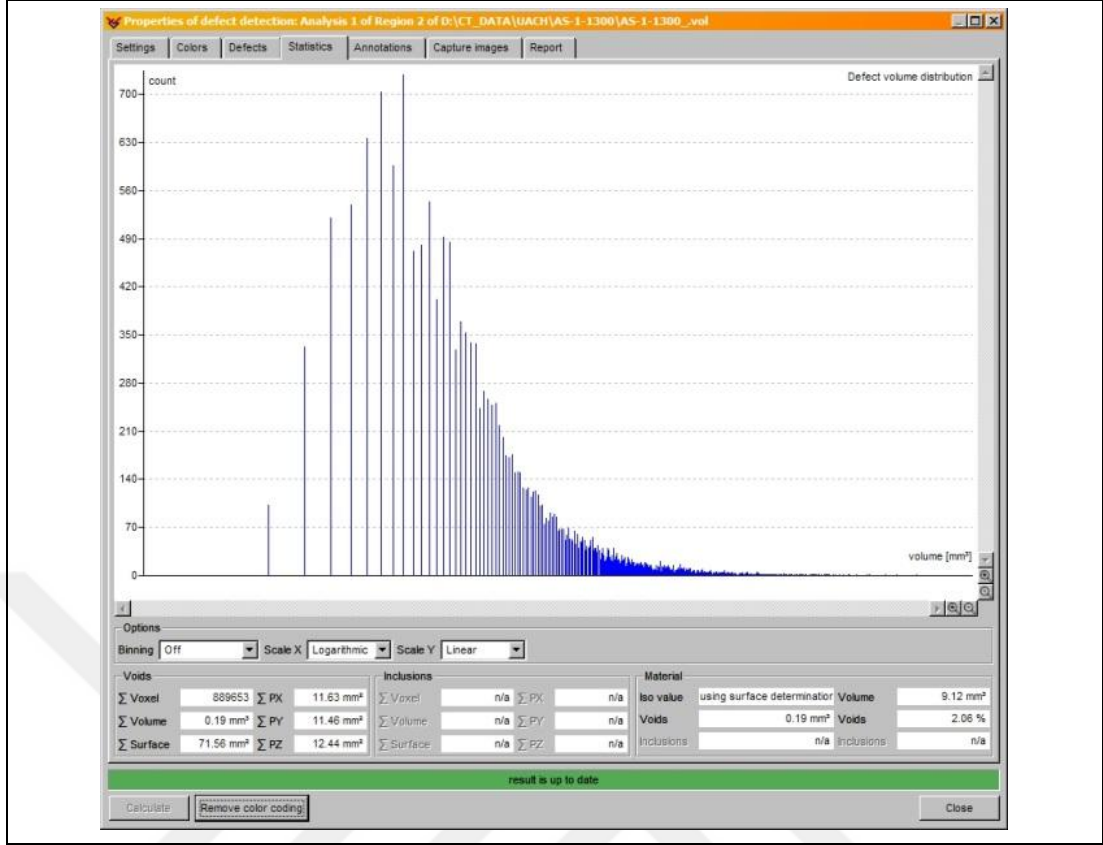 Properties of defect detection: Analysis 1 of Region 2 of D:\CT_DATA\UACH\AS-1-1300\AS-1-1300_.vol
Settings Colors Defects Statistics Annotations Capture images Report
count Defect volume distribution
700
630
560
490
420
350
280
210
140
70
volume [mm³]
0
Options
Binning Off Scale X Logarithmic Scale Y Linear
Voids Inclusions Material
∑ Voxel 889653 ∑ PX 11.63 mm² ∑ Voxel n/a ∑ PX n/a Iso value using surface determination Volume 9.12 mm³
∑ Volume 0.19 mm³ ∑ PY 11.46 mm² ∑ Volume n/a ∑ PY n/a Voids 0.19 mm³ Voids 2.06 %
∑ Surface 71.56 mm² ∑ PZ 12.44 mm² ∑ Surface n/a ∑ PZ n/a Inclusions n/a Inclusions n/a
result is up to date
Calculate Remove color coding Close